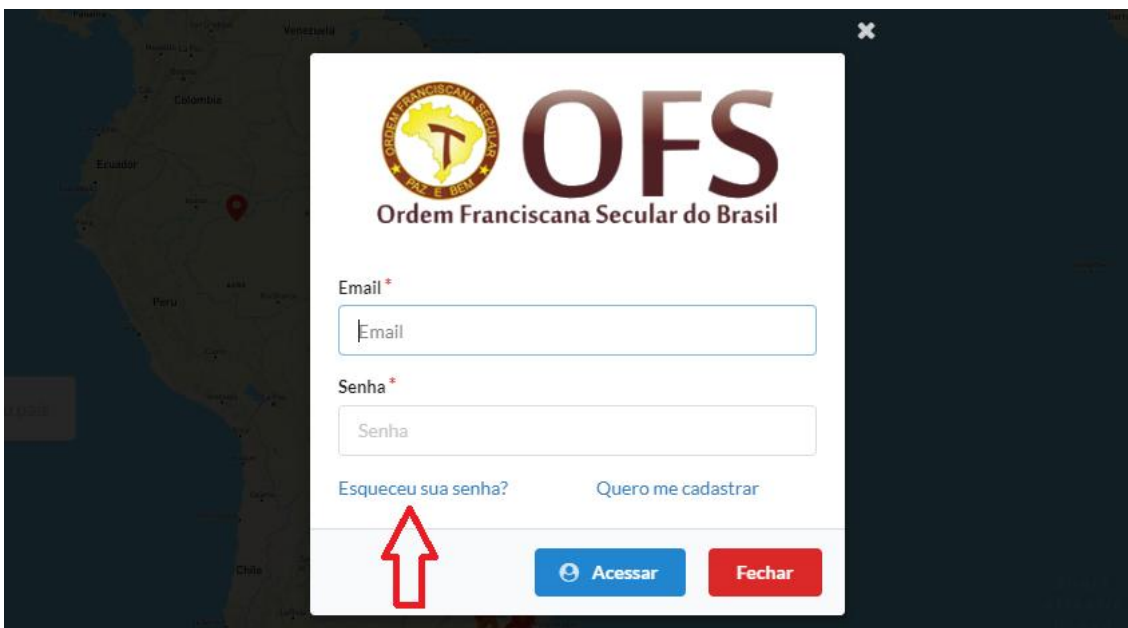 Venezuela
Colombia
Ecuador
ORDEM FRANCISCANA SECULAR
PAZ E BEM
T
OFS
Ordem Franciscana Secular do Brasil
Email *
Email
Peru
Senha *
Senha
Esqueceu sua senha?
Quero me cadastrar
Acessar
Fechar
Chile